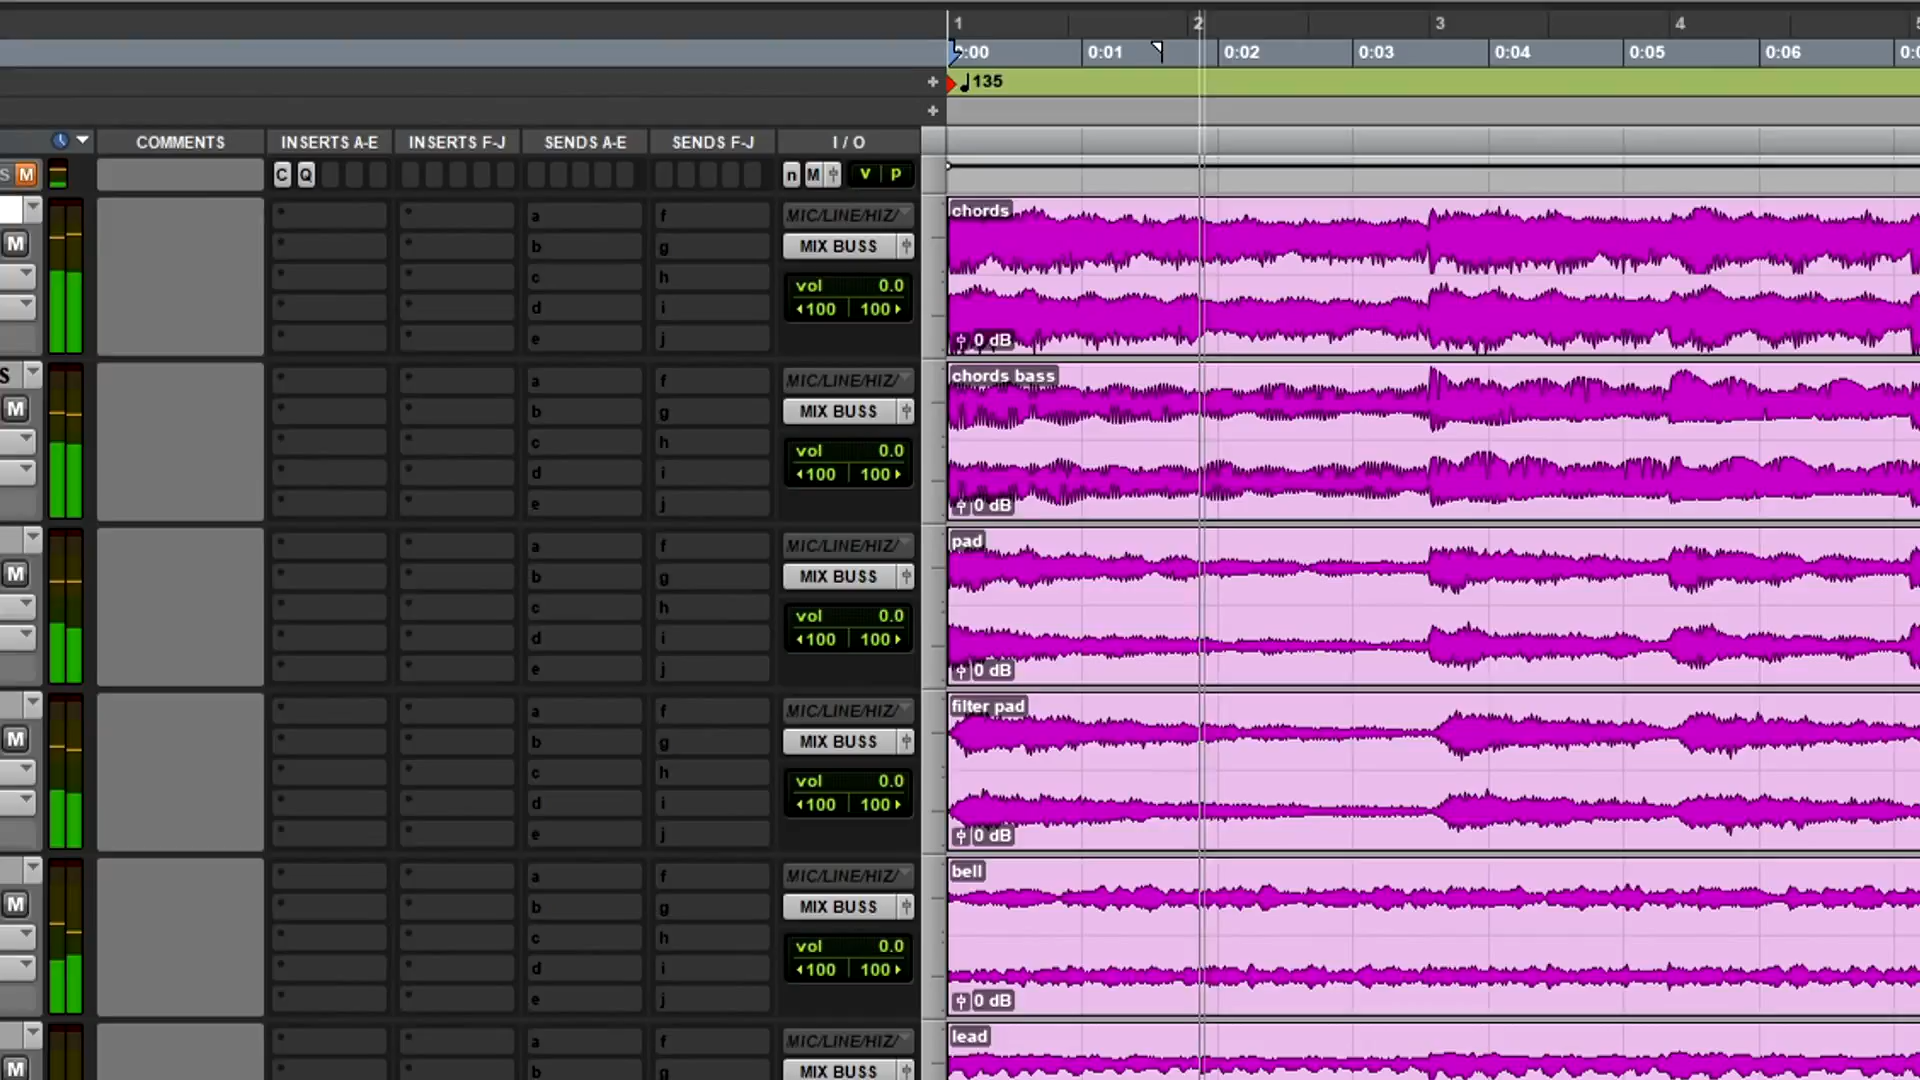 1 2 3 4 5
:00 0:01 0:02 0:03 0:04 0:05 0:06 0:0
+ 135
+
COMMENTS INSERTS A-E INSERTS F-J SENDS A-E SENDS F-J I / O
S M C Q n M v p
a f MIC/LINE/HIZ/ chords
M b g MIX BUSS
c h vol 0.0
d i 100 100
e j 0 dB
S a f MIC/LINE/HIZ/ chords bass
M b g MIX BUSS
c h vol 0.0
d i 100 100
e j 0 dB
a f MIC/LINE/HIZ/ pad
M b g MIX BUSS
c h vol 0.0
d i 100 100
e j 0 dB
a f MIC/LINE/HIZ/ filter pad
M b g MIX BUSS
c h vol 0.0
d i 100 100
e j 0 dB
a f MIC/LINE/HIZ/ bell
M b g MIX BUSS
c h vol 0.0
d i 100 100
e j 0 dB
a f MIC/LINE/HIZ/ lead
M b g MIX BUSS